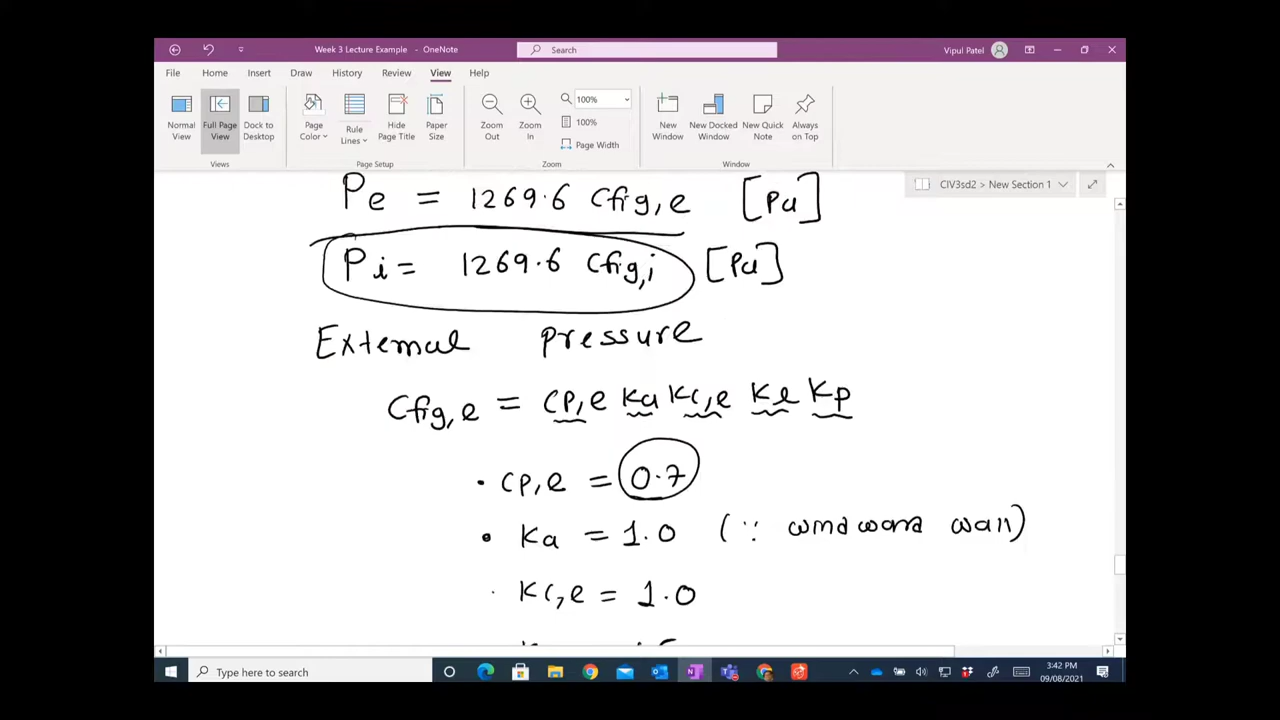 Week 3 Lecture Example - OneNote
Search
Vipul Patel
File Home Insert Draw History Review View Help
Normal View
Full Page View
Dock to Desktop
Page Color
Rule Lines
Hide Page Title
Paper Size
Zoom Out
Zoom In
100%
100%
Page Width
New Window
New Docked Window
New Quick Note
Always on Top
Views
Page Setup
Zoom
Window
CIV3sd2 > New Section 1
Pe = 1269.6 Cfig,e [Pa]
Pi = 1269.6 Cfig,i [Pa]
External pressure
Cfig,e = Cp,e Ka Kc,e Kl Kp
• Cp,e = 0.7
• Ka = 1.0 (∵ windward wall)
· Kc,e = 1.0
Type here to search
3:42 PM
09/08/2021